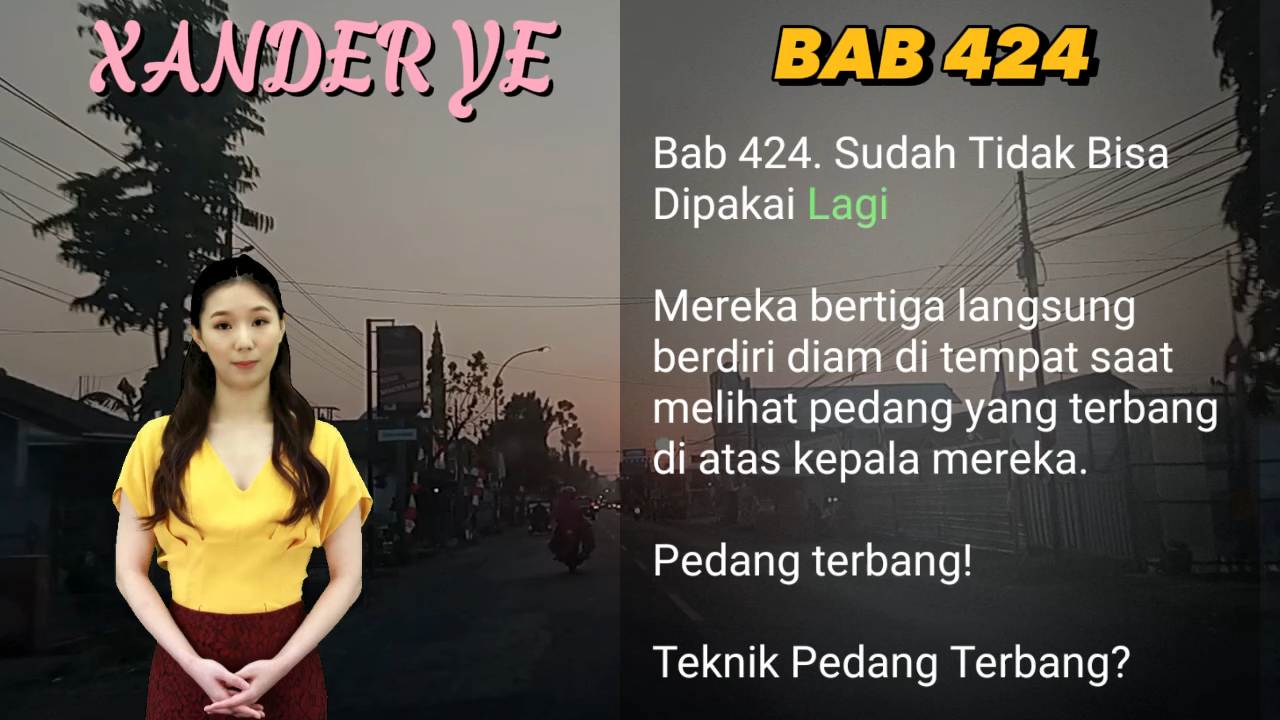 XANDER YE
BAB 424
Bab 424. Sudah Tidak Bisa
Dipakai Lagi
Mereka bertiga langsung
berdiri diam di tempat saat
melihat pedang yang terbang
di atas kepala mereka.
Pedang terbang!
Teknik Pedang Terbang?